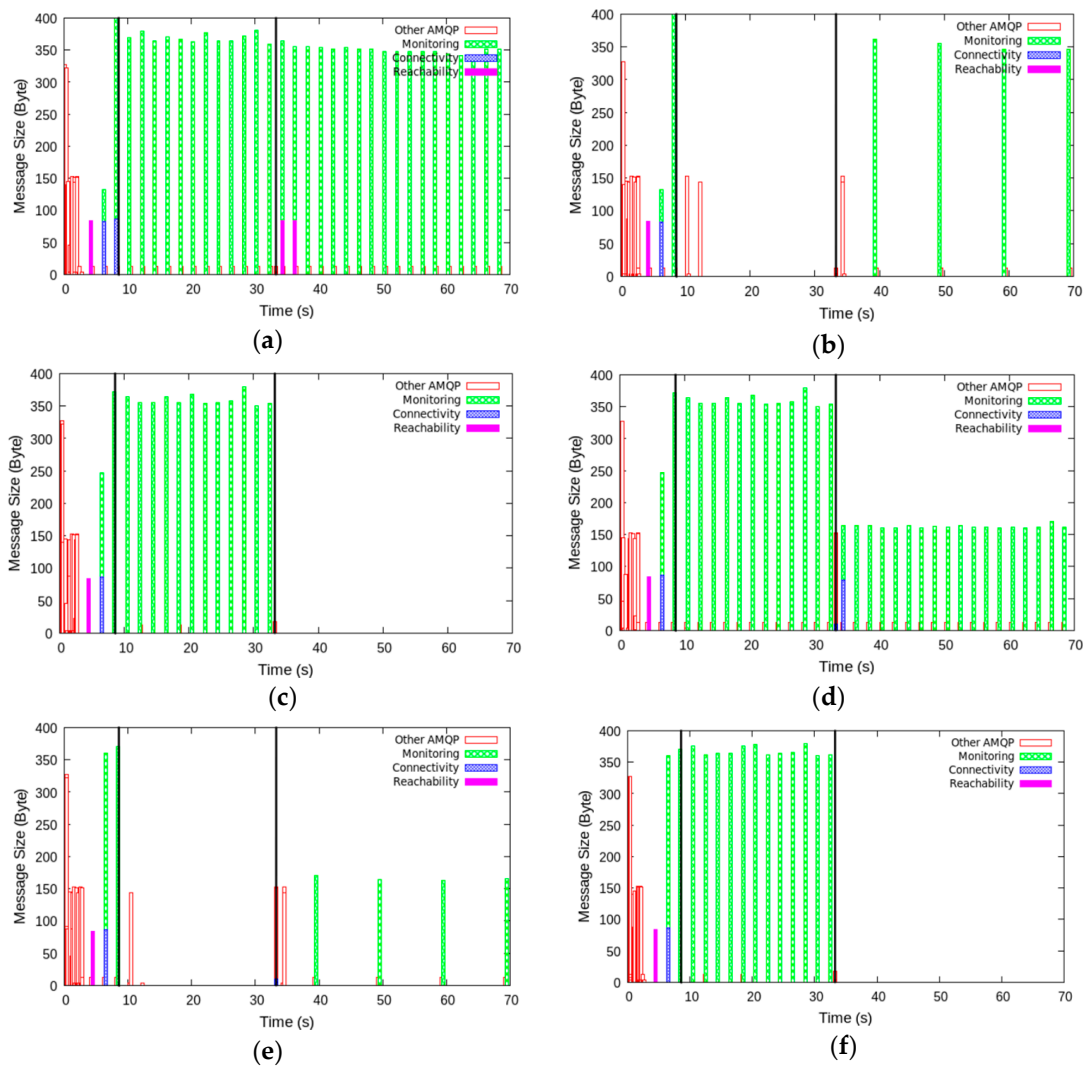 Message Size (Byte)
400
350
300
250
200
150
100
50
0
Other AMQP
Monitoring
Connectivity
Reachability
0 10 20 30 40 50 60 70
Time (s)
(a)
Message Size (Byte)
400
350
300
250
200
150
100
50
0
Other AMQP
Monitoring
Connectivity
Reachability
0 10 20 30 40 50 60 70
Time (s)
(b)
Message Size (Byte)
400
350
300
250
200
150
100
50
0
Other AMQP
Monitoring
Connectivity
Reachability
0 10 20 30 40 50 60 70
Time (s)
(c)
Message Size (Byte)
400
350
300
250
200
150
100
50
0
Other AMQP
Monitoring
Connectivity
Reachability
0 10 20 30 40 50 60 70
Time (s)
(d)
Message Size (Byte)
400
350
300
250
200
150
100
50
0
Other AMQP
Monitoring
Connectivity
Reachability
0 10 20 30 40 50 60 70
Time (s)
(e)
Message Size (Byte)
400
350
300
250
200
150
100
50
0
Other AMQP
Monitoring
Connectivity
Reachability
0 10 20 30 40 50 60 70
Time (s)
(f)